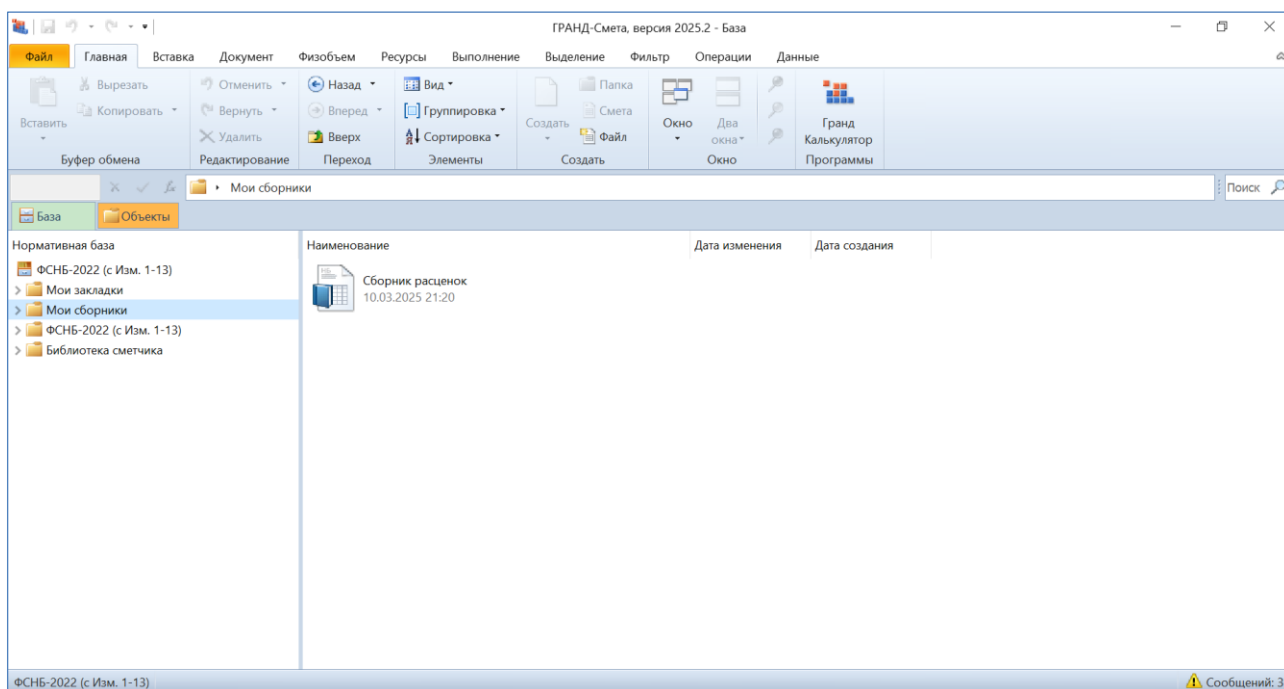 ГРАНД-Смета, версия 2025.2 - База
Файл Главная Вставка Документ Физобъем Ресурсы Выполнение Выделение Фильтр Операции Данные
Вставить
Вырезать
Копировать
Буфер обмена
Отменить
Вернуть
Удалить
Редактирование
Назад
Вперед
Вверх
Переход
Вид
Группировка
Сортировка
Элементы
Создать
Папка
Смета
Файл
Создать
Окно
Два
окна
Окно
Гранд
Калькулятор
Программы
fx
Мои сборники
Поиск
База Объекты
Нормативная база
ФСНБ-2022 (с Изм. 1-13)
Мои закладки
Мои сборники
ФСНБ-2022 (с Изм. 1-13)
Библиотека сметчика
Наименование Дата изменения Дата создания
Сборник расценок
10.03.2025 21:20
ФСНБ-2022 (с Изм. 1-13)
Сообщений: 3